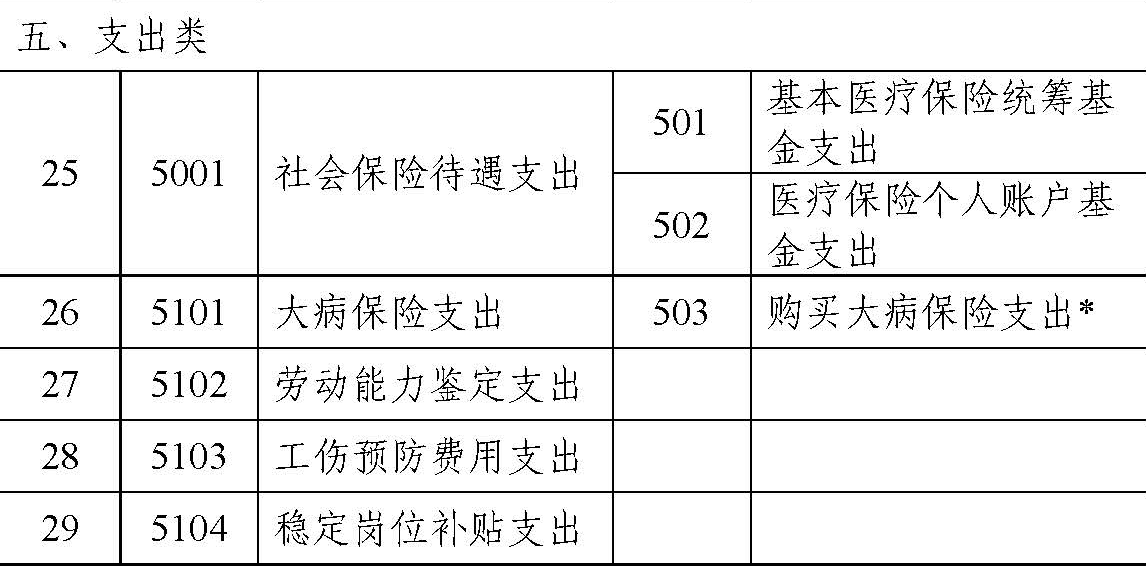 五、支出类
25 5001 社会保险待遇支出 501 基本医疗保险统筹基
金支出
502 医疗保险个人账户基
金支出
26 5101 大病保险支出 503 购买大病保险支出*
27 5102 劳动能力鉴定支出
28 5103 工伤预防费用支出
29 5104 稳定岗位补贴支出